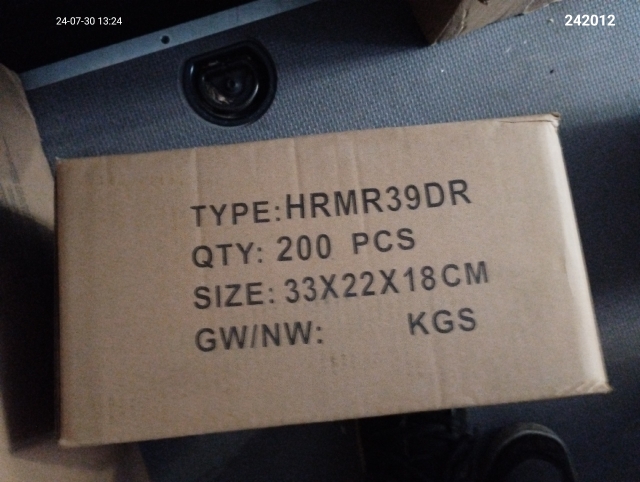 24-07-30 13:24
242012
TYPE:HRMR39DR
QTY: 200 PCS
SIZE: 33X22X18CM
GW/NW: KGS